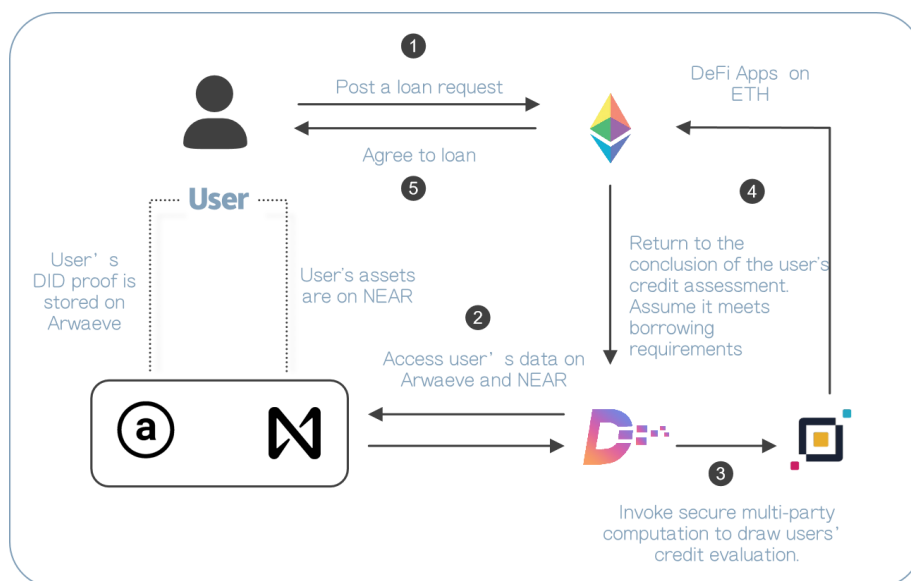 1
Post a loan request
DeFi Apps on
ETH
Agree to loan
5
User
4
User's
DID proof is
stored on
Arwaeve
User's assets
are on NEAR
Return to the
conclusion of the user's
credit assessment.
Assume it meets
borrowing
requirements
2
Access user's data on
Arwaeve and NEAR
a
3
Invoke secure multi-party
computation to draw users'
credit evaluation.